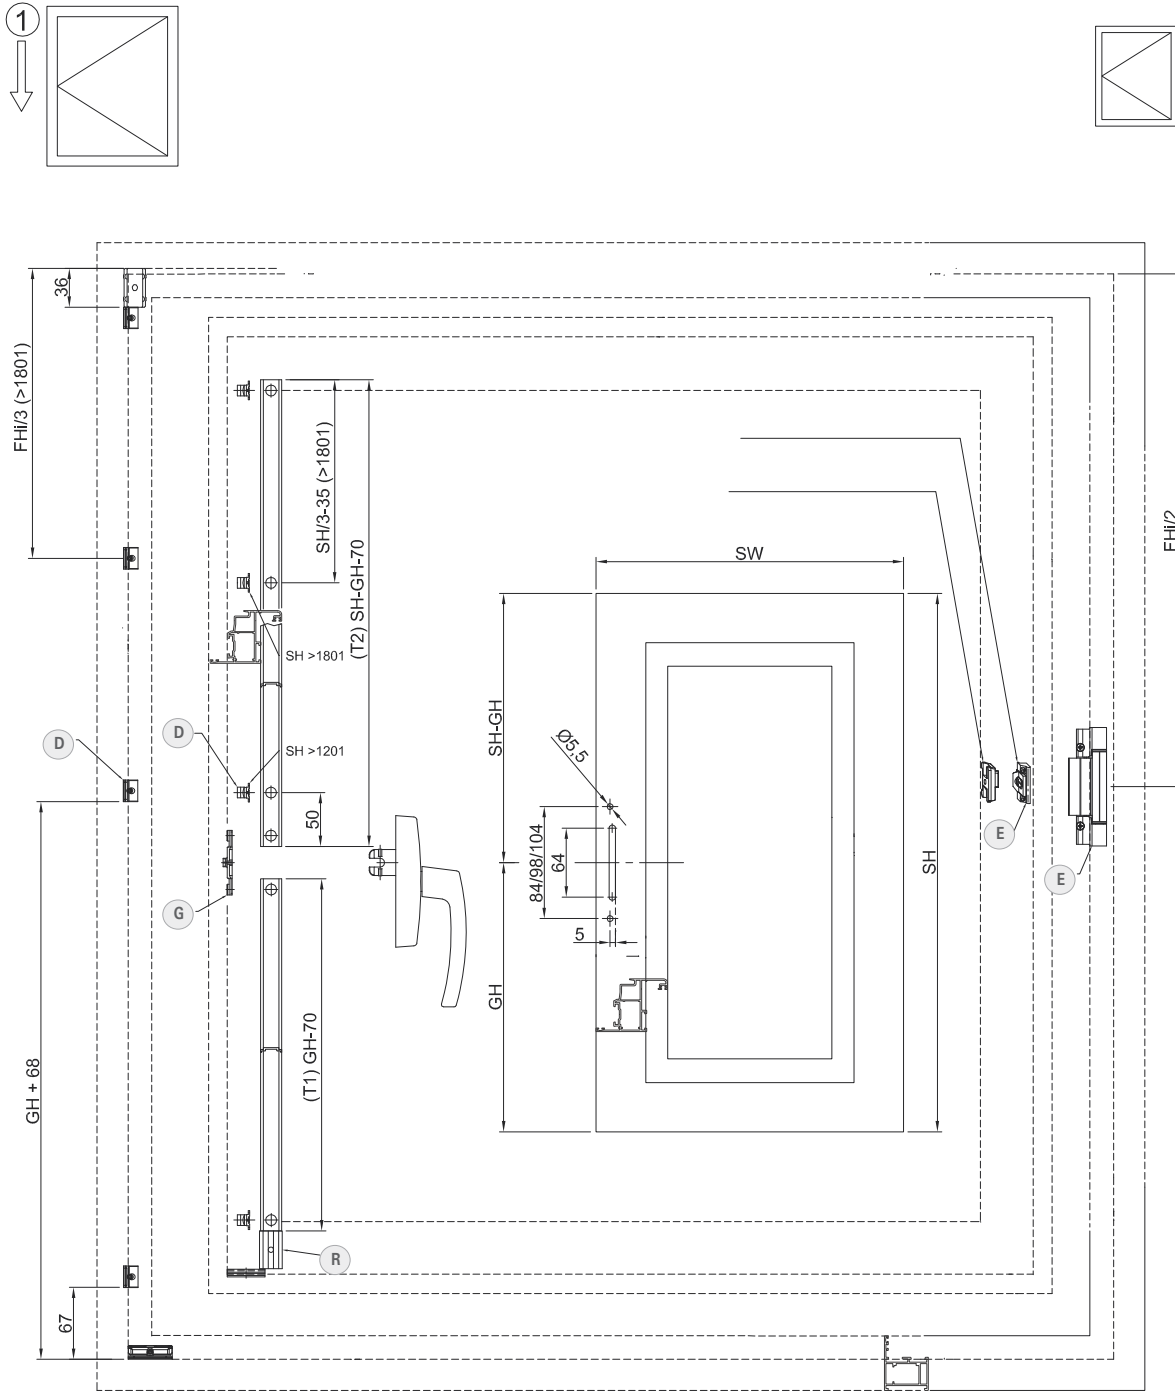 1
36
FHi/3 (>1801)
SH/3-35 (>1801)
(T2) SH-GH-70
FHi/2
SW
SH >1801
SH-GH
Ø5,5
D
D
SH >1201
50
84/98/104
64
E
SH
E
G
5
GH
(T1) GH-70
GH + 68
R
67